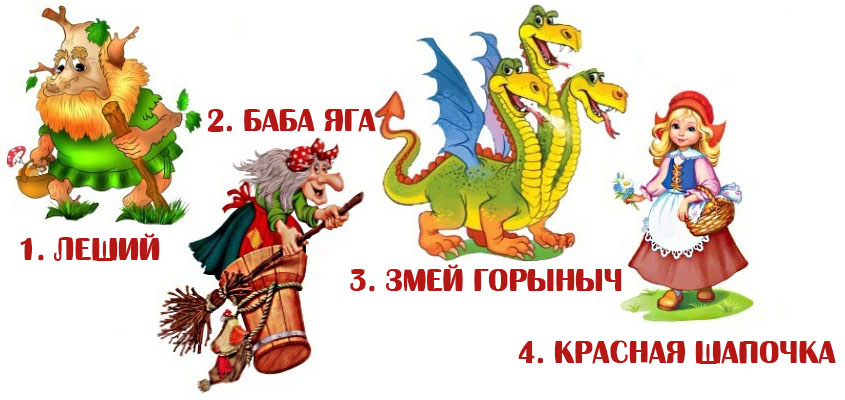 1. ЛЕШИЙ
2. БАБА ЯГА
3. ЗМЕЙ ГОРЫНЫЧ
4. КРАСНАЯ ШАПОЧКА